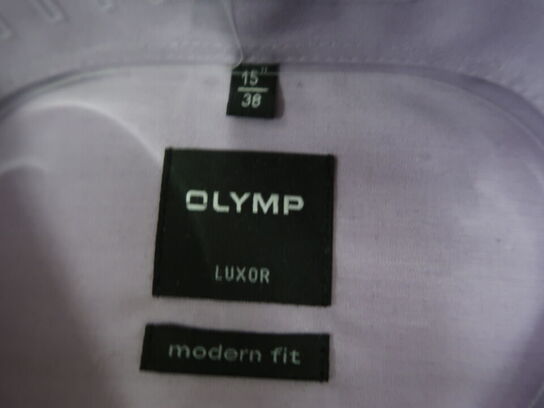 15"
38
OLYMP
LUXOR
modern fit